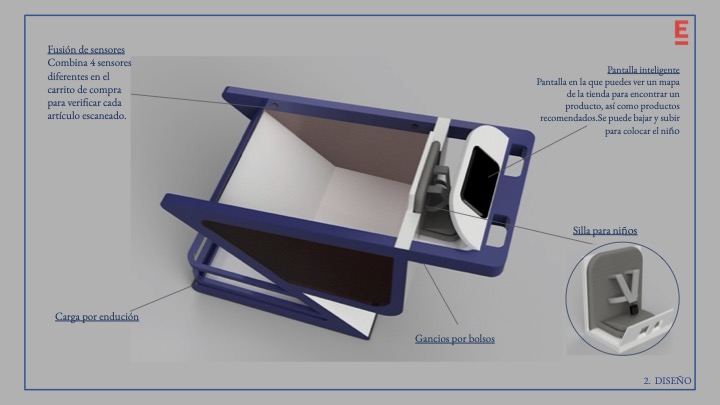 Fusión de sensores
Combina 4 sensores
diferentes en el
carrito de compra
para verificar cada
artículo escaneado.
E
Pantalla inteligente
Pantalla en la que puedes ver un mapa
de la tienda para encontrar un
producto, así como productos
recomendados.Se puede bajar y subir
para colocar el niño
Silla para niños
Carga por endución
Gancios por bolsos
2. DISEÑO